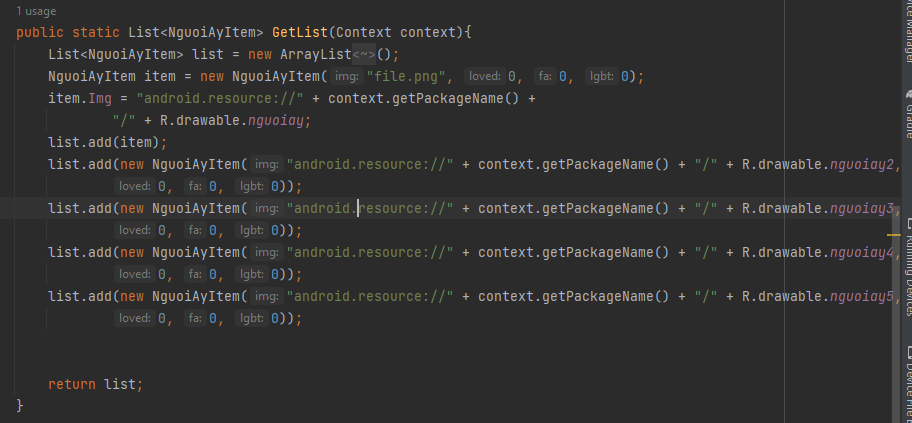 1 usage
public static List<NguoiAyItem> GetList(Context context){
List<NguoiAyItem> list = new ArrayList<~>();
NguoiAyItem item = new NguoiAyItem( img: "file.png", loved: 0, fa: 0, lgbt: 0);
item.Img = "android.resource://" + context.getPackageName() +
"/" + R.drawable.nguoiay;
list.add(item);
list.add(new NguoiAyItem( img: "android.resource://" + context.getPackageName() + "/" + R.drawable.nguoiay2,
loved: 0, fa: 0, lgbt: 0));
list.add(new NguoiAyItem( img: "android.resource://" + context.getPackageName() + "/" + R.drawable.nguoiay3,
loved: 0, fa: 0, lgbt: 0));
list.add(new NguoiAyItem( img: "android.resource://" + context.getPackageName() + "/" + R.drawable.nguoiay4,
loved: 0, fa: 0, lgbt: 0));
list.add(new NguoiAyItem( img: "android.resource://" + context.getPackageName() + "/" + R.drawable.nguoiay5,
loved: 0, fa: 0, lgbt: 0));
return list;
}
Manager
Gradle
Running Devices
Device File